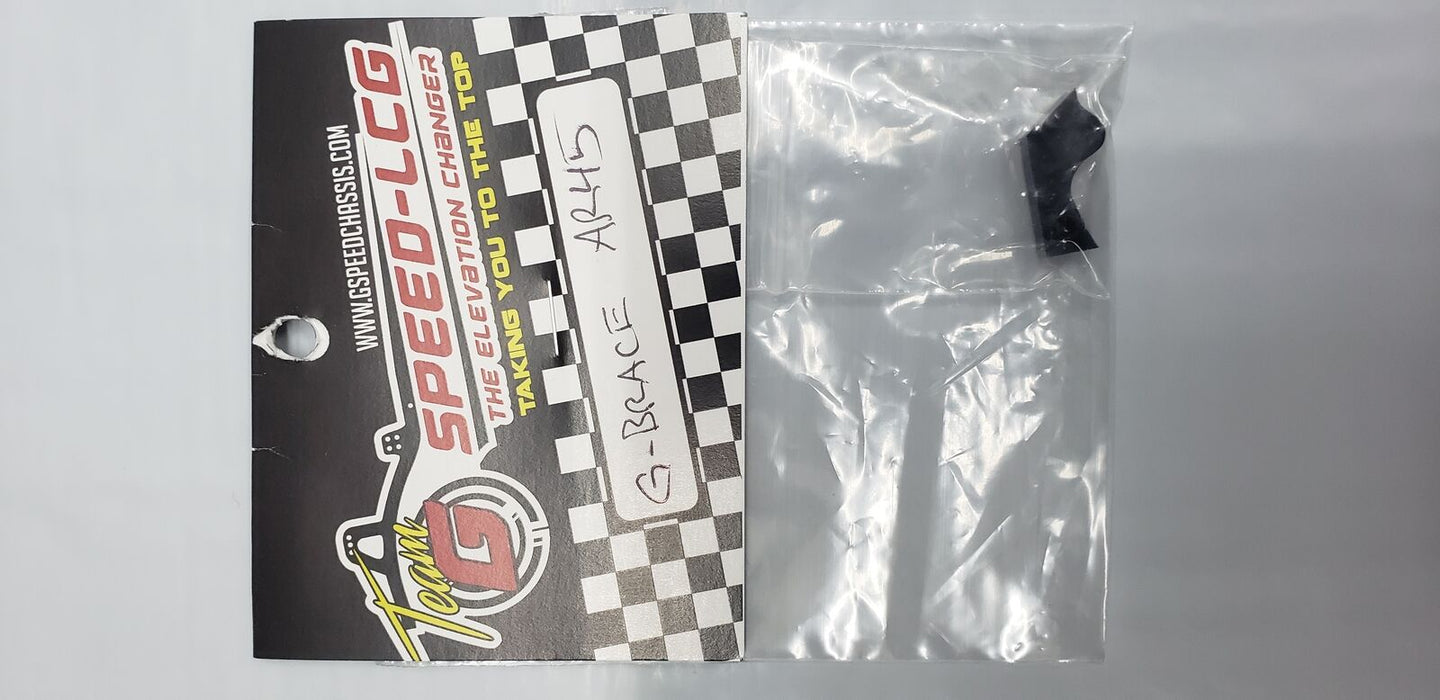 WWW.GSPEEDCHASSIS.COM
SPEED-LCG
THE ELEVATION CHANGER
TAKING YOU TO THE TOP
Team
G
G-BRACE AR45